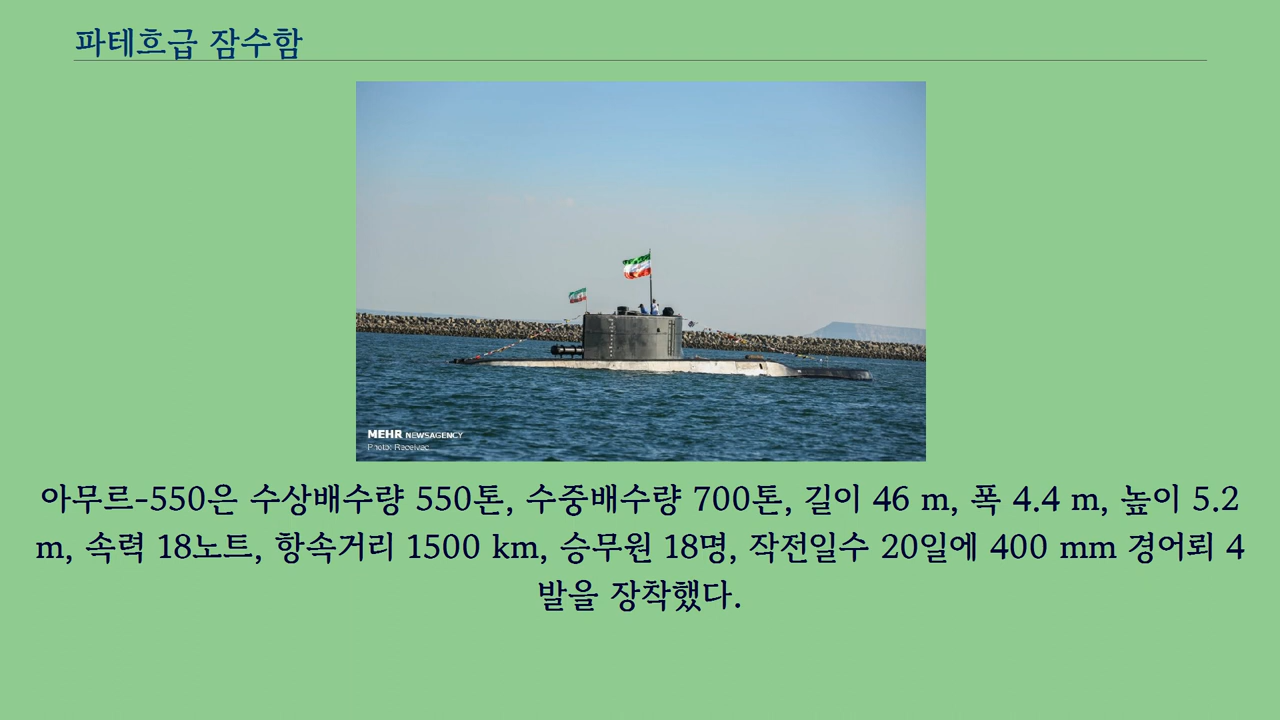 파테흐급 잠수함
MEHR NEWSAGENCY
Photo: Received
아무르-550은 수상배수량 550톤, 수중배수량 700톤, 길이 46 m, 폭 4.4 m, 높이 5.2
m, 속력 18노트, 항속거리 1500 km, 승무원 18명, 작전일수 20일에 400 mm 경어뢰 4
발을 장착했다.